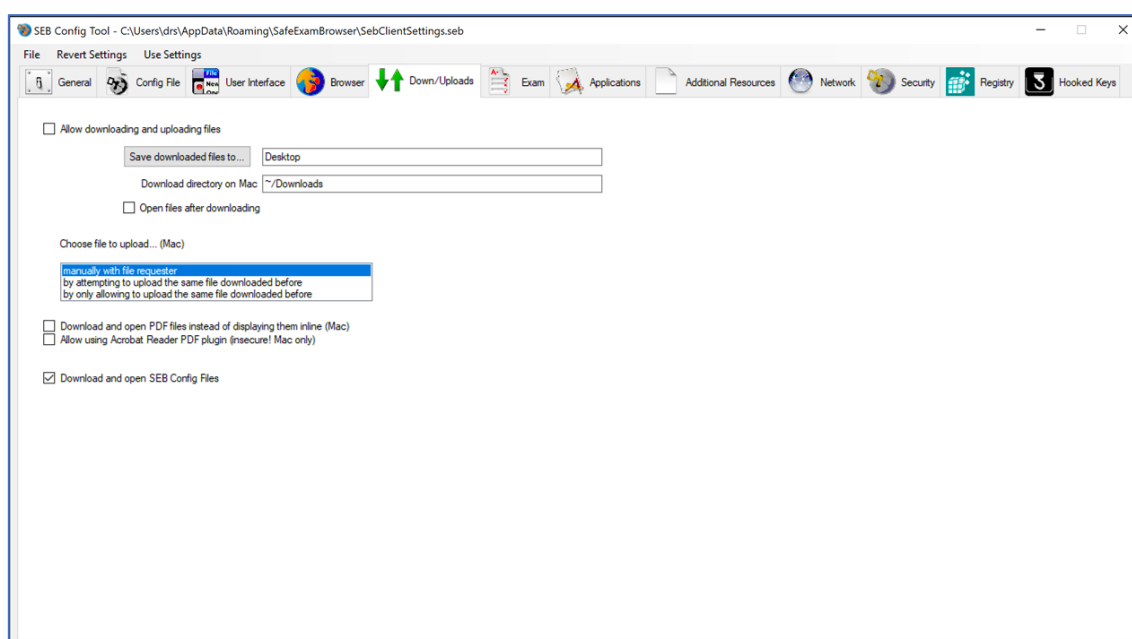 SEB Config Tool - C:\Users\drs\AppData\Roaming\SafeExamBrowser\SebClientSettings.seb
File Revert Settings Use Settings
General Config File User Interface Browser Down/Uploads Exam Applications Additional Resources Network Security Registry Hooked Keys
Allow downloading and uploading files
Save downloaded files to... Desktop
Download directory on Mac ~/Downloads
Open files after downloading
Choose file to upload... (Mac)
manually with file requester
by attempting to upload the same file downloaded before
by only allowing to upload the same file downloaded before
Download and open PDF files instead of displaying them inline (Mac)
Allow using Acrobat Reader PDF plugin (insecure! Mac only)
Download and open SEB Config Files